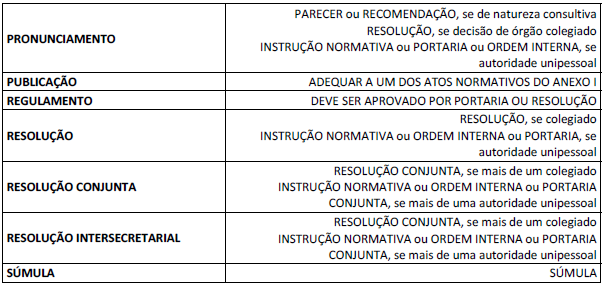 PARECER ou RECOMENDAÇÃO, se de natureza consultiva
PRONUNCIAMENTO
RESOLUÇÃO, se decisão de órgão colegiado
INSTRUÇÃO NORMATIVA ou PORTARIA ou ORDEM INTERNA, se
autoridade unipessoal
PUBLICAÇÃO
ADEQUAR A UM DOS ATOS NORMATIVOS DO ANEXO I
REGULAMENTO
DEVE SER APROVADO POR PORTARIA OU RESOLUÇÃO
RESOLUÇÃO
RESOLUÇÃO, se colegiado
INSTRUÇÃO NORMATIVA ou ORDEM INTERNA ou PORTARIA, se
autoridade unipessoal
RESOLUÇÃO CONJUNTA
RESOLUÇÃO CONJUNTA, se mais de um colegiado
INSTRUÇÃO NORMATIVA ou ORDEM INTERNA ou PORTARIA
CONJUNTA, se mais de uma autoridade unipessoal
RESOLUÇÃO INTERSECRETARIAL
RESOLUÇÃO CONJUNTA, se mais de um colegiado
INSTRUÇÃO NORMATIVA ou ORDEM INTERNA ou PORTARIA
CONJUNTA, se mais de uma autoridade unipessoal
SÚMULA
SÚMULA